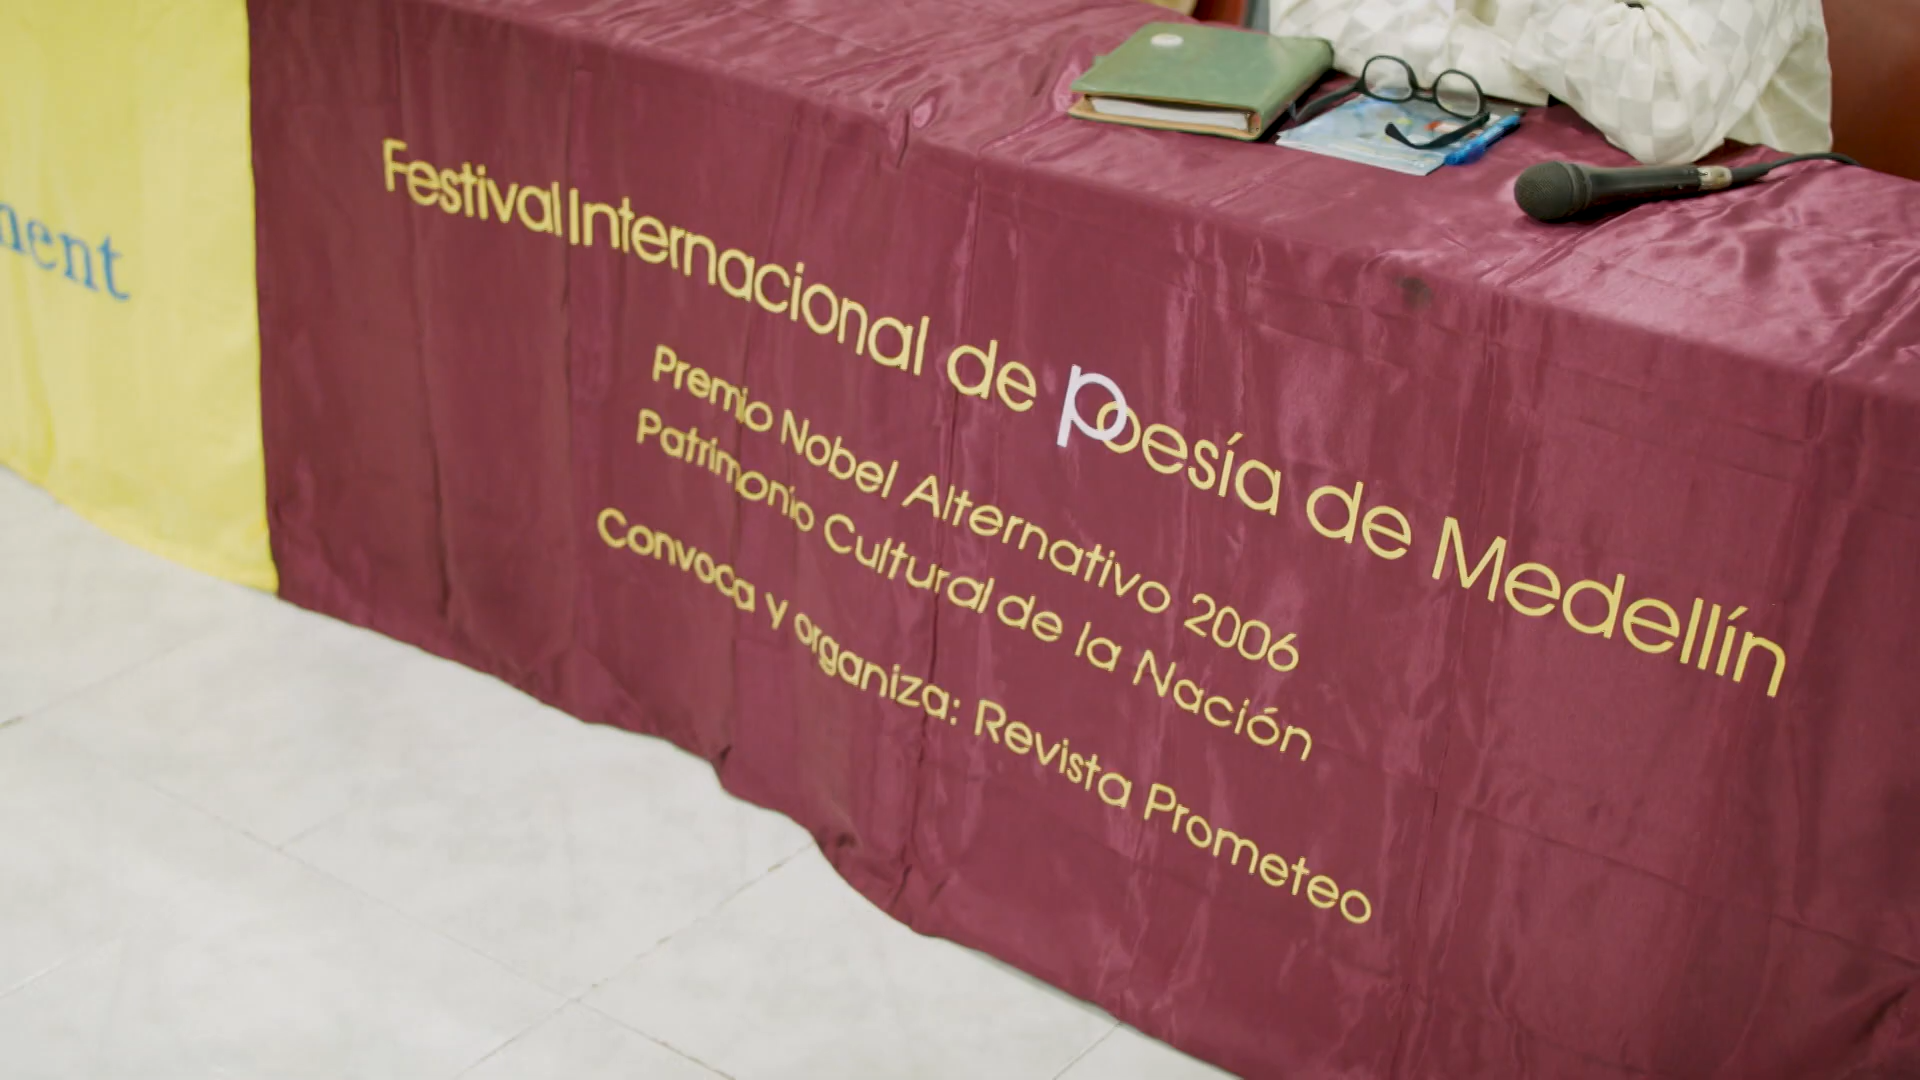 Festival Internacional de poesía de Medellín
Premio Nobel Alternativo 2006
Patrimonio Cultural de la Nación
Convoca y organiza: Revista Prometeo